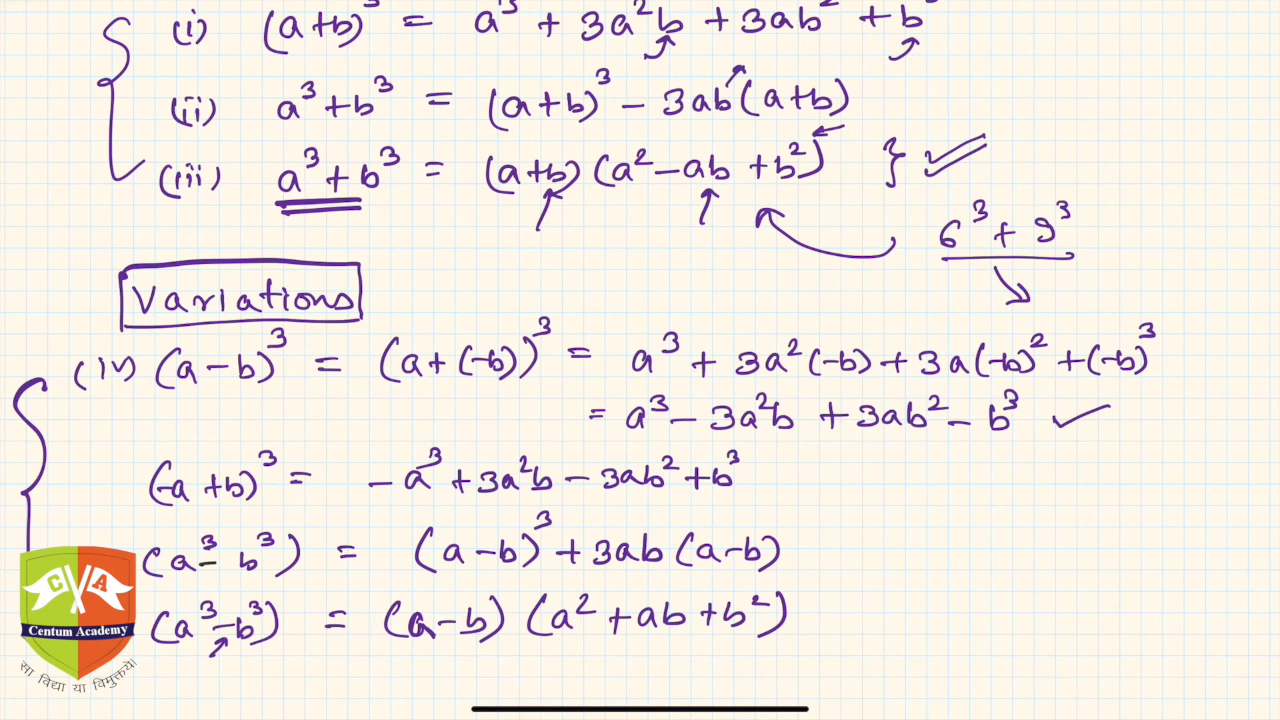 (i) (a+b)³ = a³ + 3a²b + 3ab² + b³
(ii) a³+b³ = (a+b)³ – 3ab(a+b)
(iii) a³+b³ = (a+b) (a² – ab + b²) }
6³ + 9³
Variations
(iv) (a – b)³ = (a+(-b))³ = a³ + 3a²(-b) + 3a(-b)² + (-b)³
= a³ – 3a²b + 3ab² – b³ ✓
(-a +b)³ = – a³ + 3a²b – 3ab² + b³
(a³ – b³) = (a – b)³ + 3ab (a-b)
(a³ – b³) = (a – b) (a² + ab + b²)
C A
Centum Academy
सा विद्या या विमुक्तये।